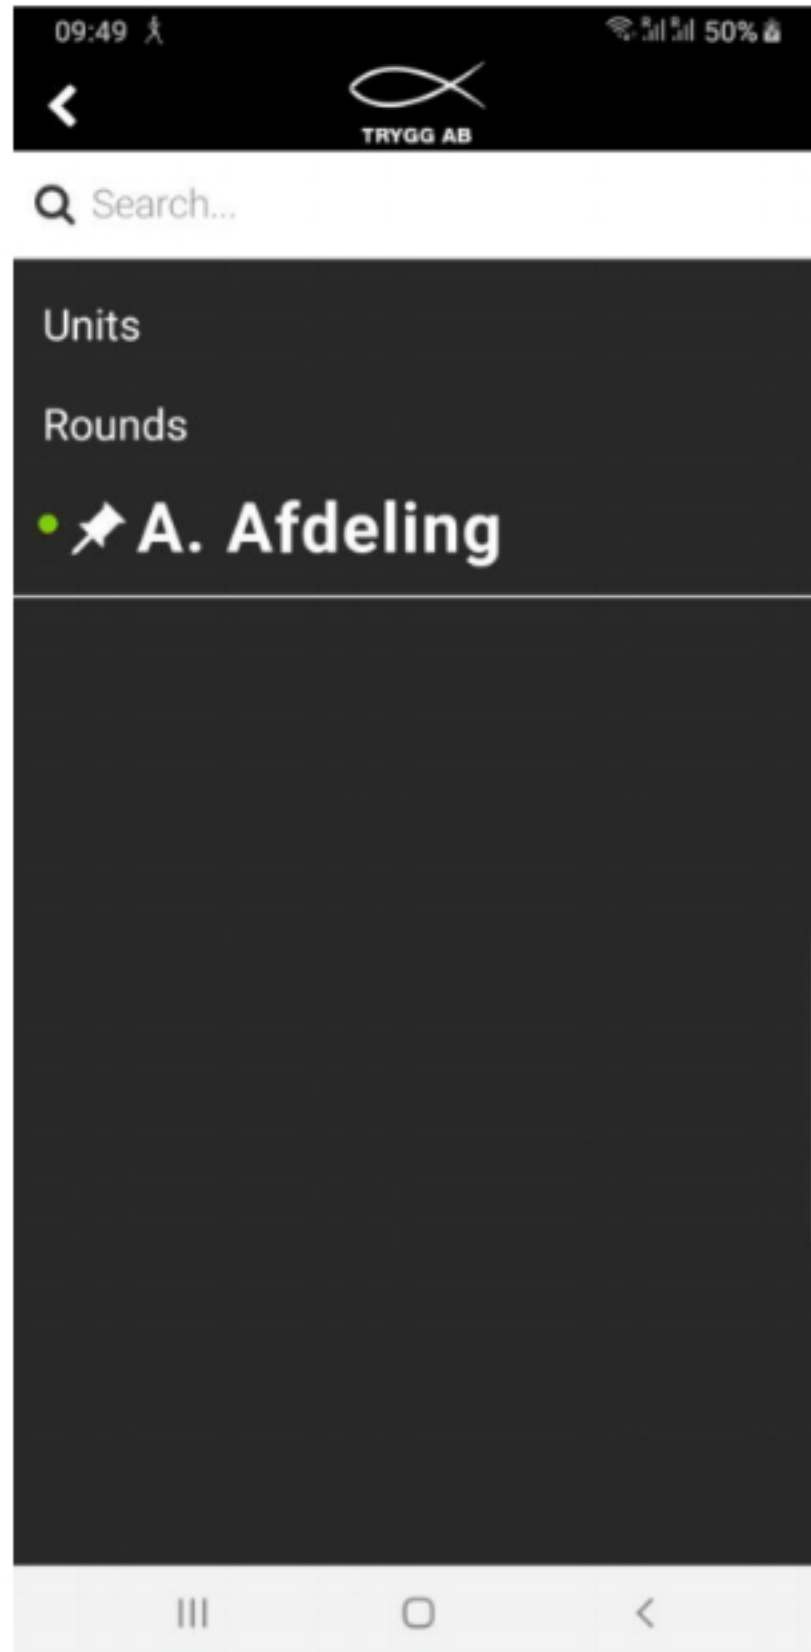 09:49
50%
TRYGG AB
Search...
Units
Rounds
A. Afdeling